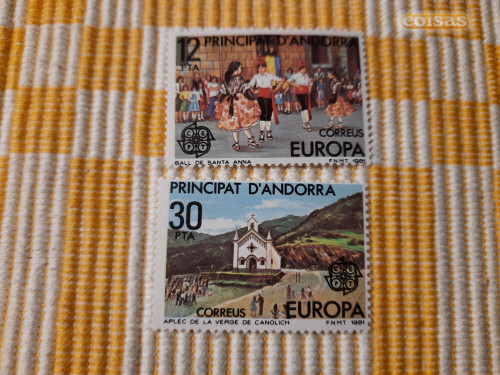 coisas
12 PRINCIPAT D'ANDORRA
PTA
CORREUS
EUROPA
BALL DE SANTA ANNA F.N.M.T. 1981
PRINCIPAT D'ANDORRA
30
PTA
CORREUS EUROPA
APLEC DE LA VERGE DE CANOLICH F.N.M.T. 1981